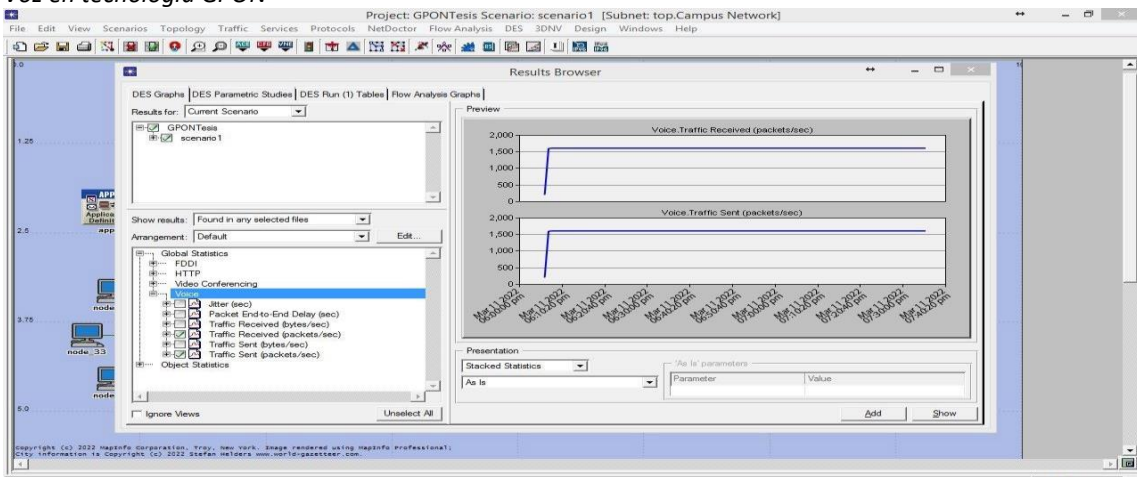 Voz en tecnología GPON
Project: GPONTesis Scenario: scenario1 [Subnet: top.Campus Network]
File Edit View Scenarios Topology Traffic Services Protocols NetDoctor Flow Analysis DES 3DNV Design Windows Help
Results Browser
DES Graphs DES Parametric Studies DES Run (1) Tables Flow Analysis Graphs
Results for: Current Scenario
GPONTesis
scenario1
Show results: Found in any selected files
Arrangement: Default Edit...
Global Statistics
FDDI
HTTP
Video Conferencing
Voice
Jitter (sec)
Packet End-to-End Delay (sec)
Traffic Received (bytes/sec)
Traffic Received (packets/sec)
Traffic Sent (bytes/sec)
Traffic Sent (packets/sec)
Object Statistics
Ignore Views Unselect All
Preview
Voice.Traffic Received (packets/sec)
2,000
1,500
1,000
500
0
Voice.Traffic Sent (packets/sec)
2,000
1,500
1,000
500
0
Presentation
Stacked Statistics
As Is
'As Is' parameters
Parameter Value
Add Show
1.25
2.5
3.75
5.0
APP
Applica
Definit
app
node
node_33
node
Copyright (c) 2022 MapInfo Corporation, Troy, New York. Image rendered using MapInfo Professional;
City information is Copyright (c) 2022 Stefan Helders www.world-gazetteer.com.